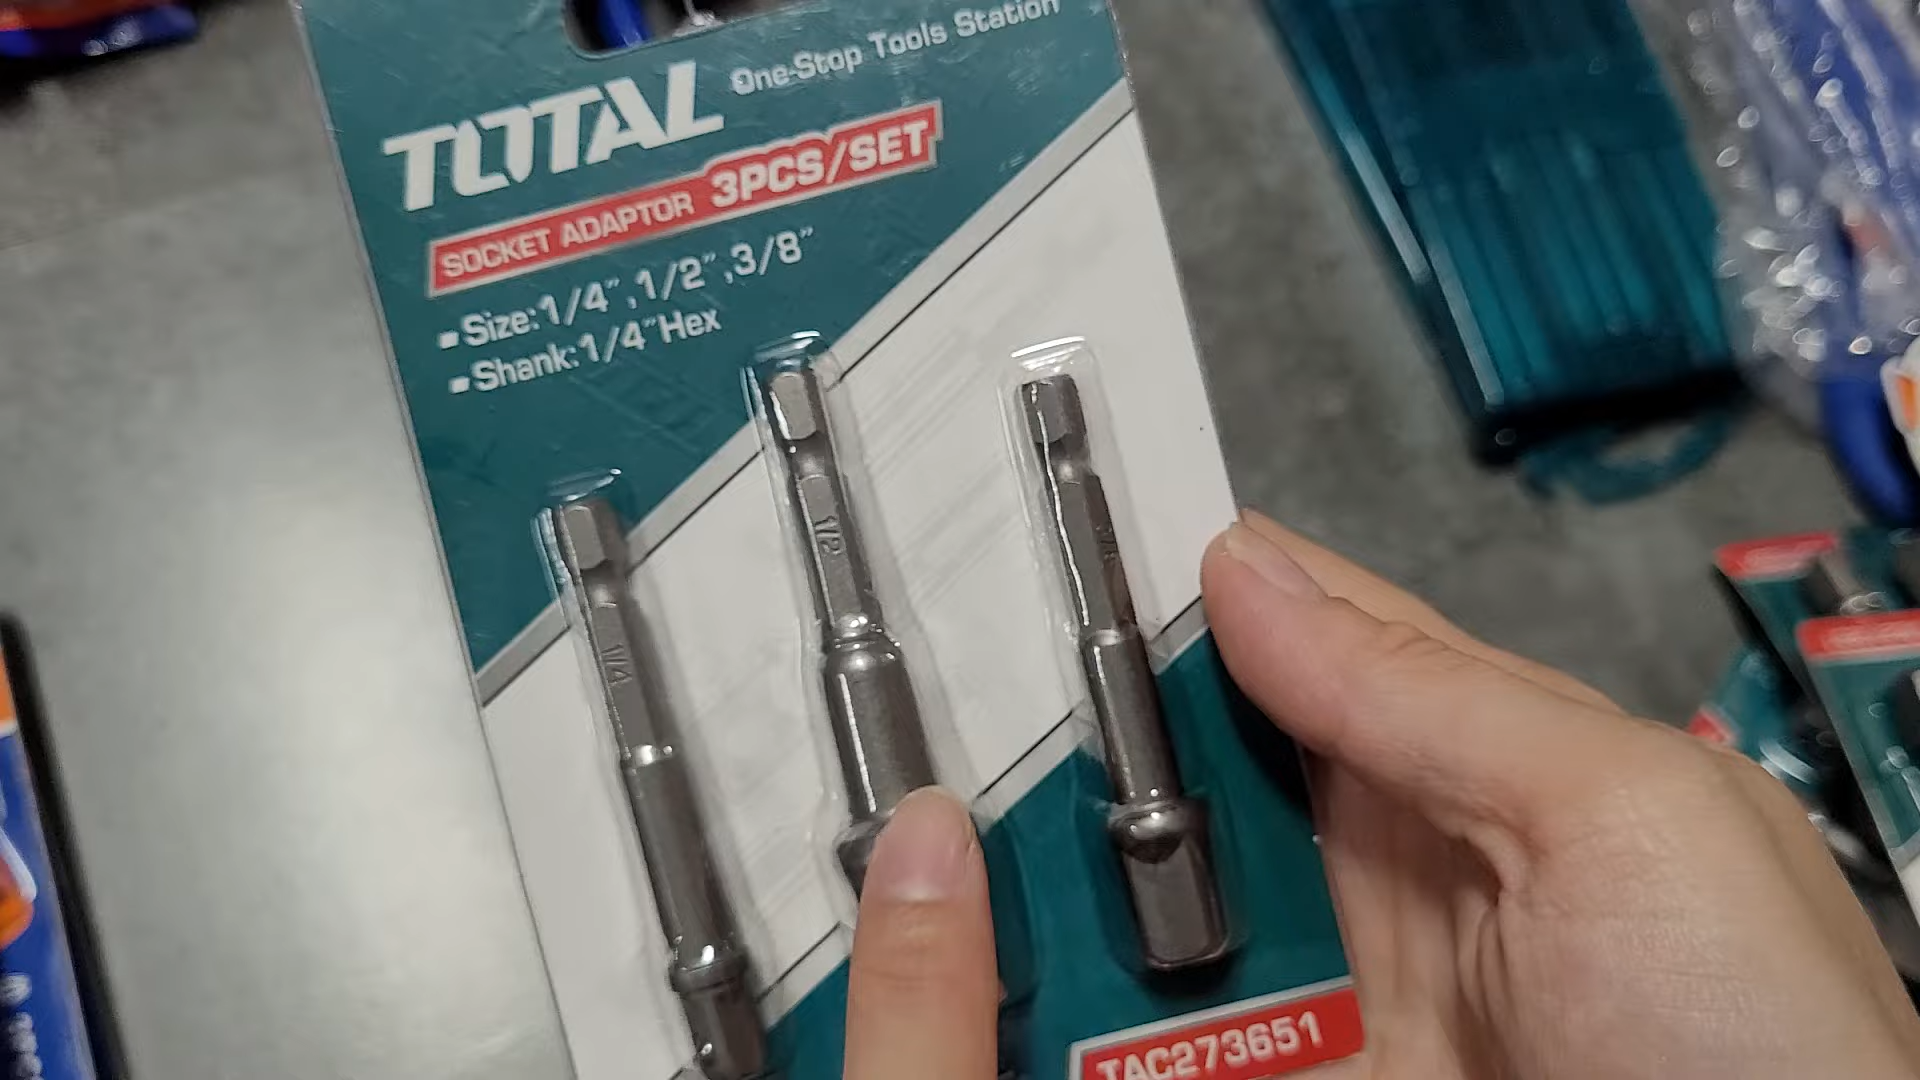 One-Stop Tools Station
TOTAL
SOCKET ADAPTOR 3PCS/SET
▪Size:1/4″,1/2″,3/8″
▪Shank:1/4″Hex
1/2
1/4
TAC273651